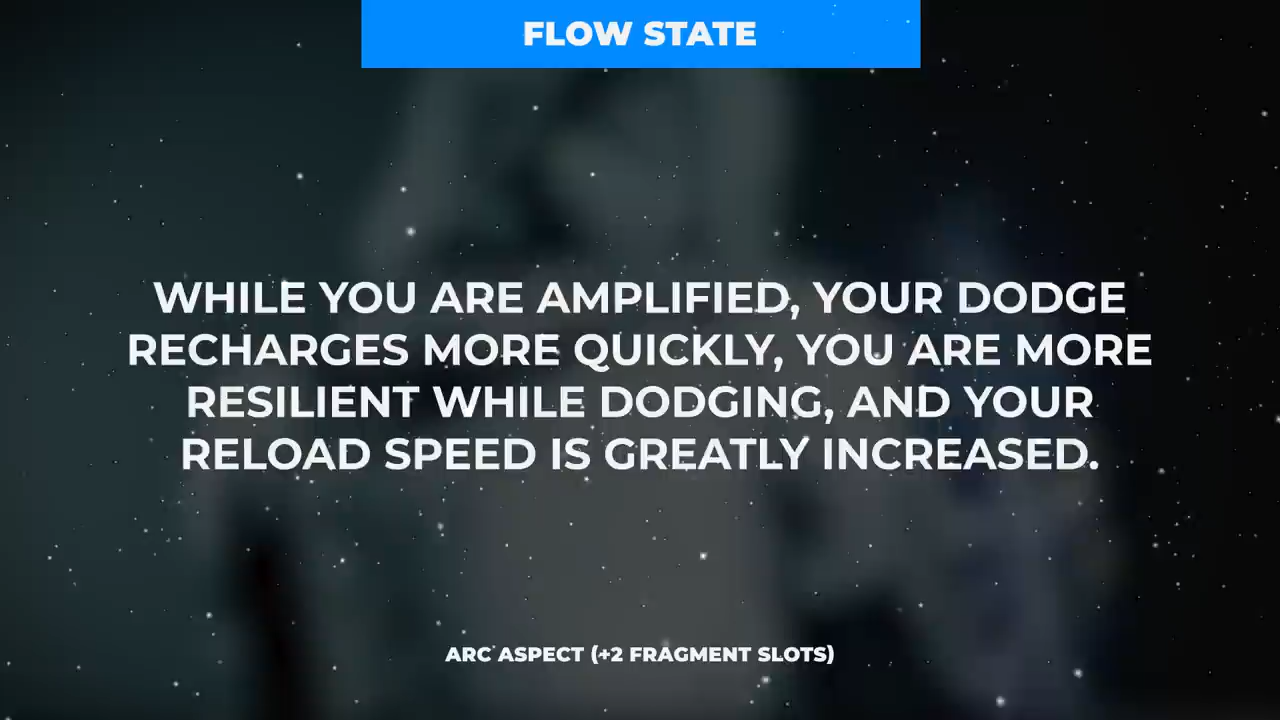 FLOW STATE
WHILE YOU ARE AMPLIFIED, YOUR DODGE
RECHARGES MORE QUICKLY, YOU ARE MORE
RESILIENT WHILE DODGING, AND YOUR
RELOAD SPEED IS GREATLY INCREASED.
ARC ASPECT (+2 FRAGMENT SLOTS)